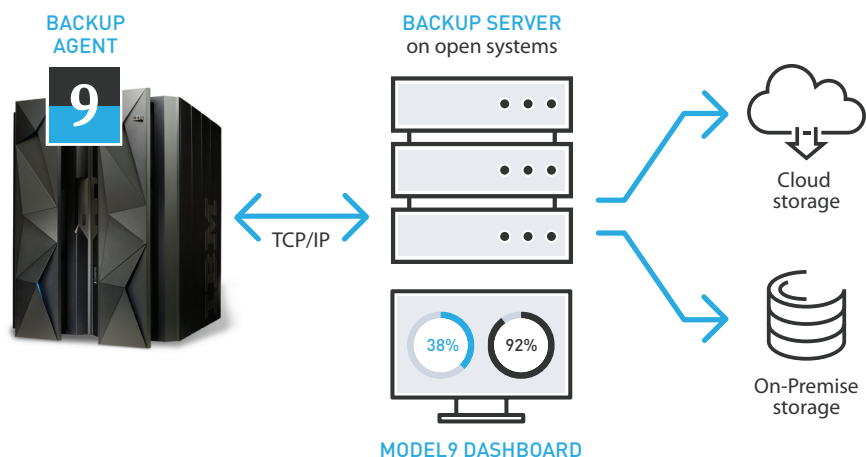 BACKUP
AGENT
9
IBM
TCP/IP
BACKUP SERVER
on open systems
38%
92%
MODEL9 DASHBOARD
Cloud
storage
On-Premise
storage